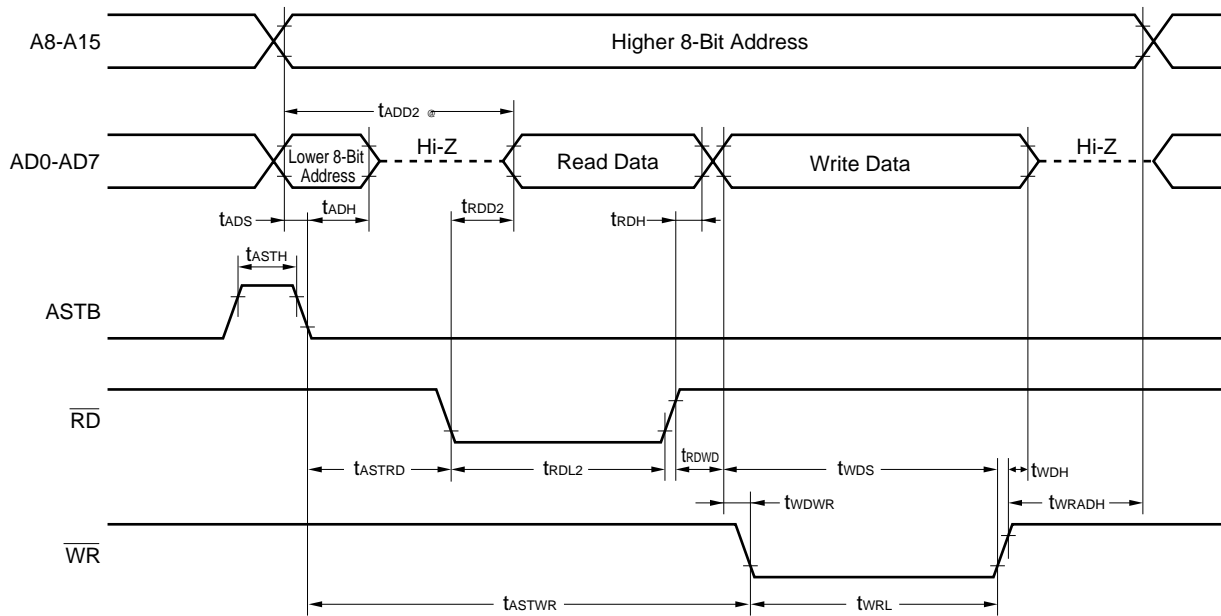 A8-A15
Higher 8-Bit Address
tADD2 @
AD0-AD7
Lower 8-Bit
Address
Hi-Z
Read Data
Write Data
Hi-Z
tADS
tADH
tRDD2
tRDH
tASTH
ASTB
RD
tASTRD
tRDL2
tRDWD
tWDS
tWDH
tWDWR
tWRADH
WR
tASTWR
tWRL